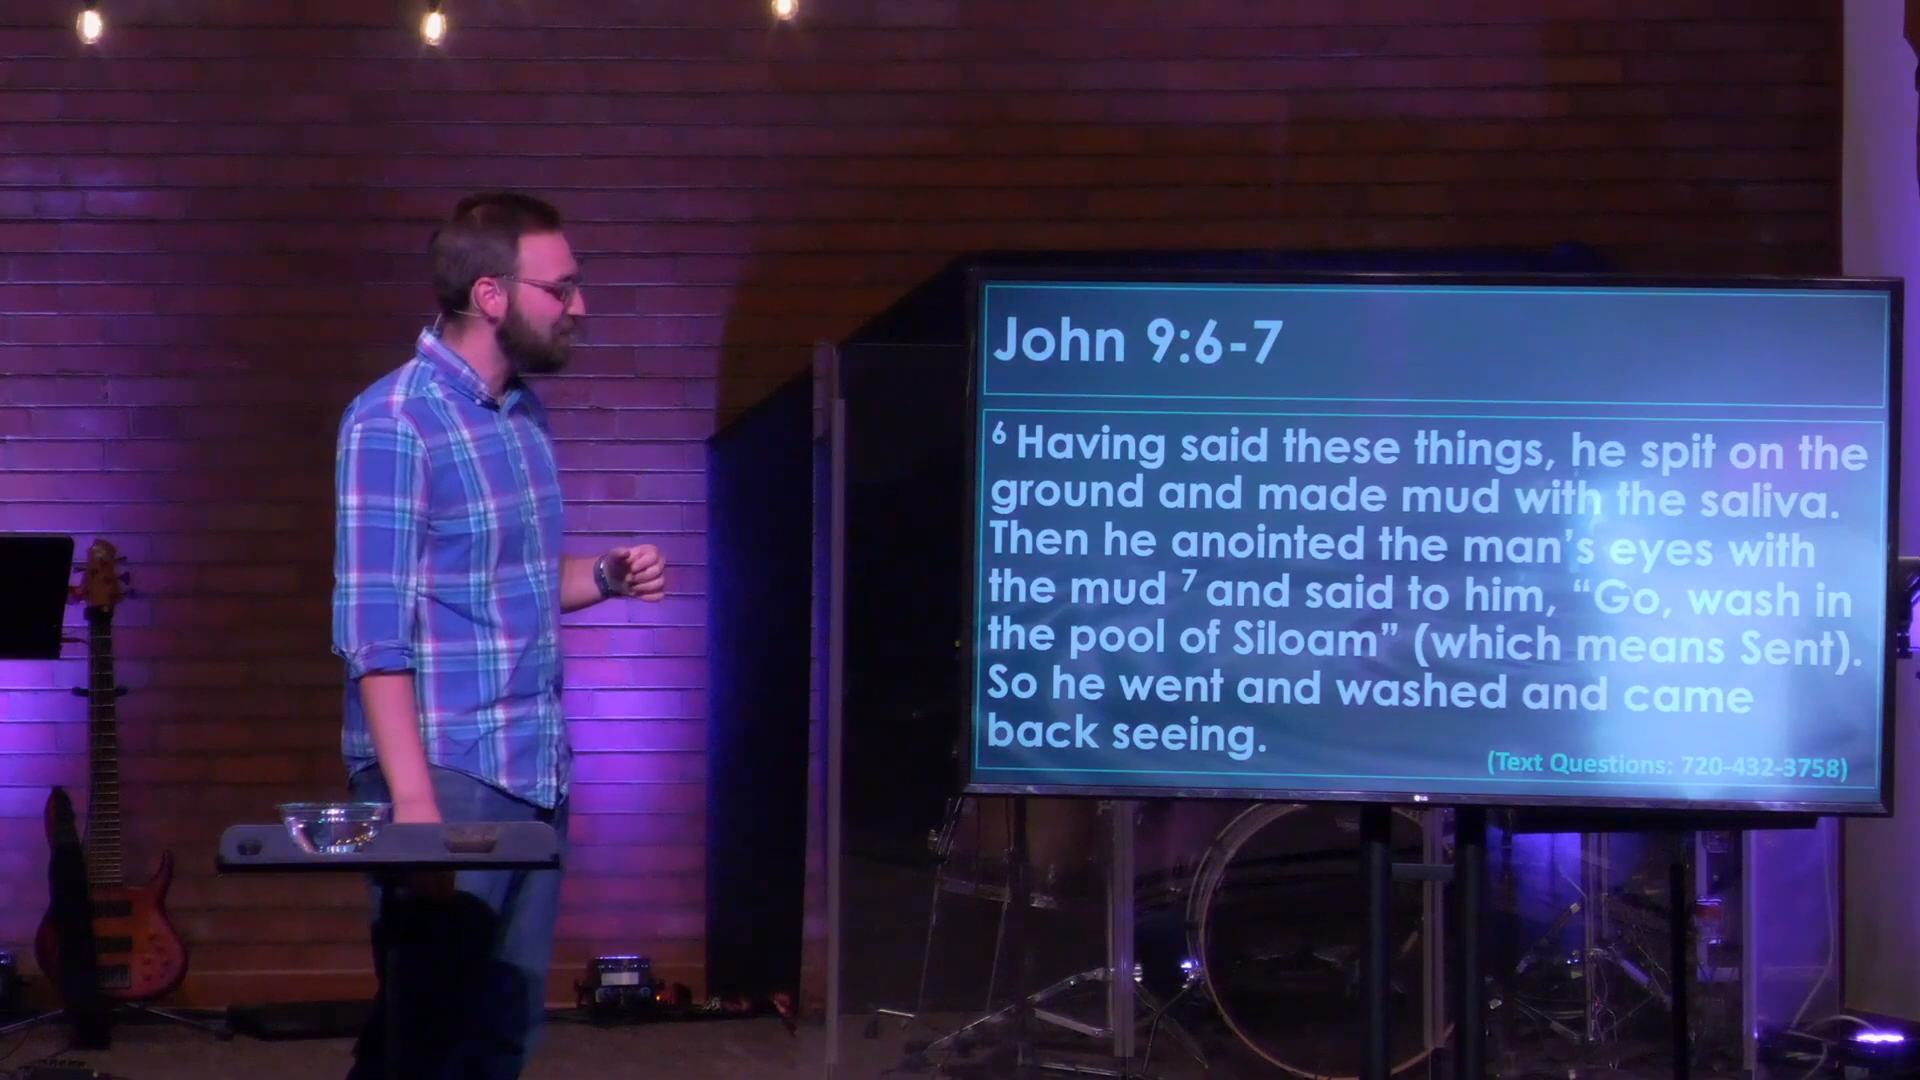 John 9:6-7
6 Having said these things, he spit on the
ground and made mud with the saliva.
Then he anointed the man’s eyes with
the mud 7 and said to him, “Go, wash in
the pool of Siloam” (which means Sent).
So he went and washed and came
back seeing.
(Text Questions: 720-432-3758)
LG